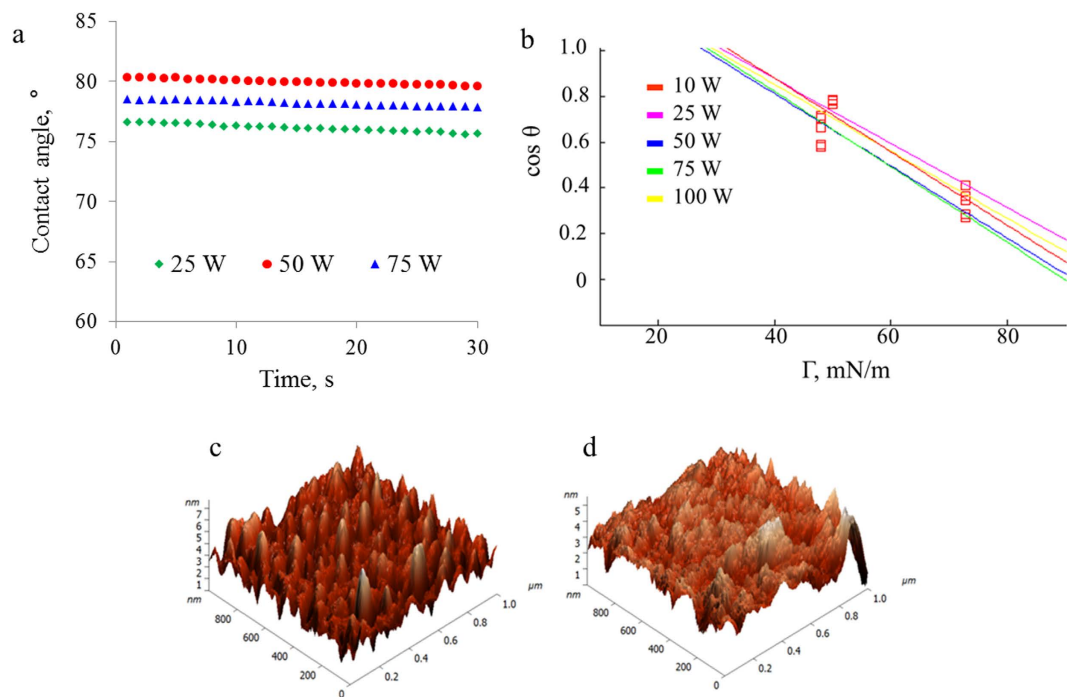 a
85
80
75
70
65
60
Contact angle, °
25 W 50 W 75 W
0 10 20 30
Time, s
b
1.0
0.8
0.6
0.4
0.2
0
cos θ
10 W
25 W
50 W
75 W
100 W
20 40 60 80
Γ, mN/m
c
nm
7
6
5
4
3
2
1
nm
800
600
400
200
0
0.2
0.4
0.6
0.8
1.0
µm
d
nm
5
4
3
2
1
nm
800
600
400
200
0
0.2
0.4
0.6
0.8
1.0
µm